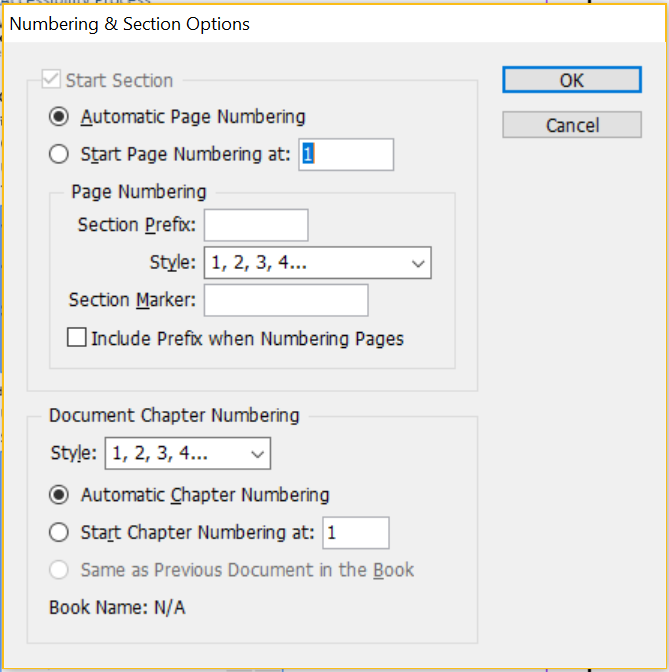 Accessibility Process
Numbering & Section Options
Start Section
OK
Automatic Page Numbering
Cancel
Start Page Numbering at: 1
Page Numbering
Section Prefix:
Style: 1, 2, 3, 4...
Section Marker:
Include Prefix when Numbering Pages
Document Chapter Numbering
Style: 1, 2, 3, 4...
Automatic Chapter Numbering
Start Chapter Numbering at: 1
Same as Previous Document in the Book
Book Name: N/A